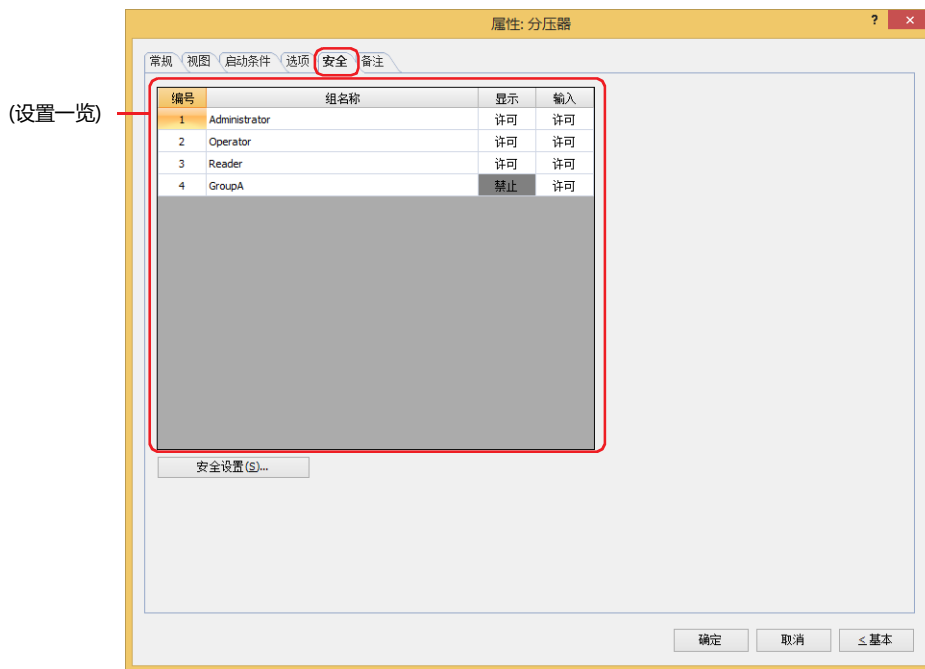 属性: 分压器 ? ×
常规 视图 启动条件 选项 安全 备注
(设置一览)
编号 组名称 显示 输入
1 Administrator 许可 许可
2 Operator 许可 许可
3 Reader 许可 许可
4 GroupA 禁止 许可
安全设置(S)...
确定 取消 ≤基本